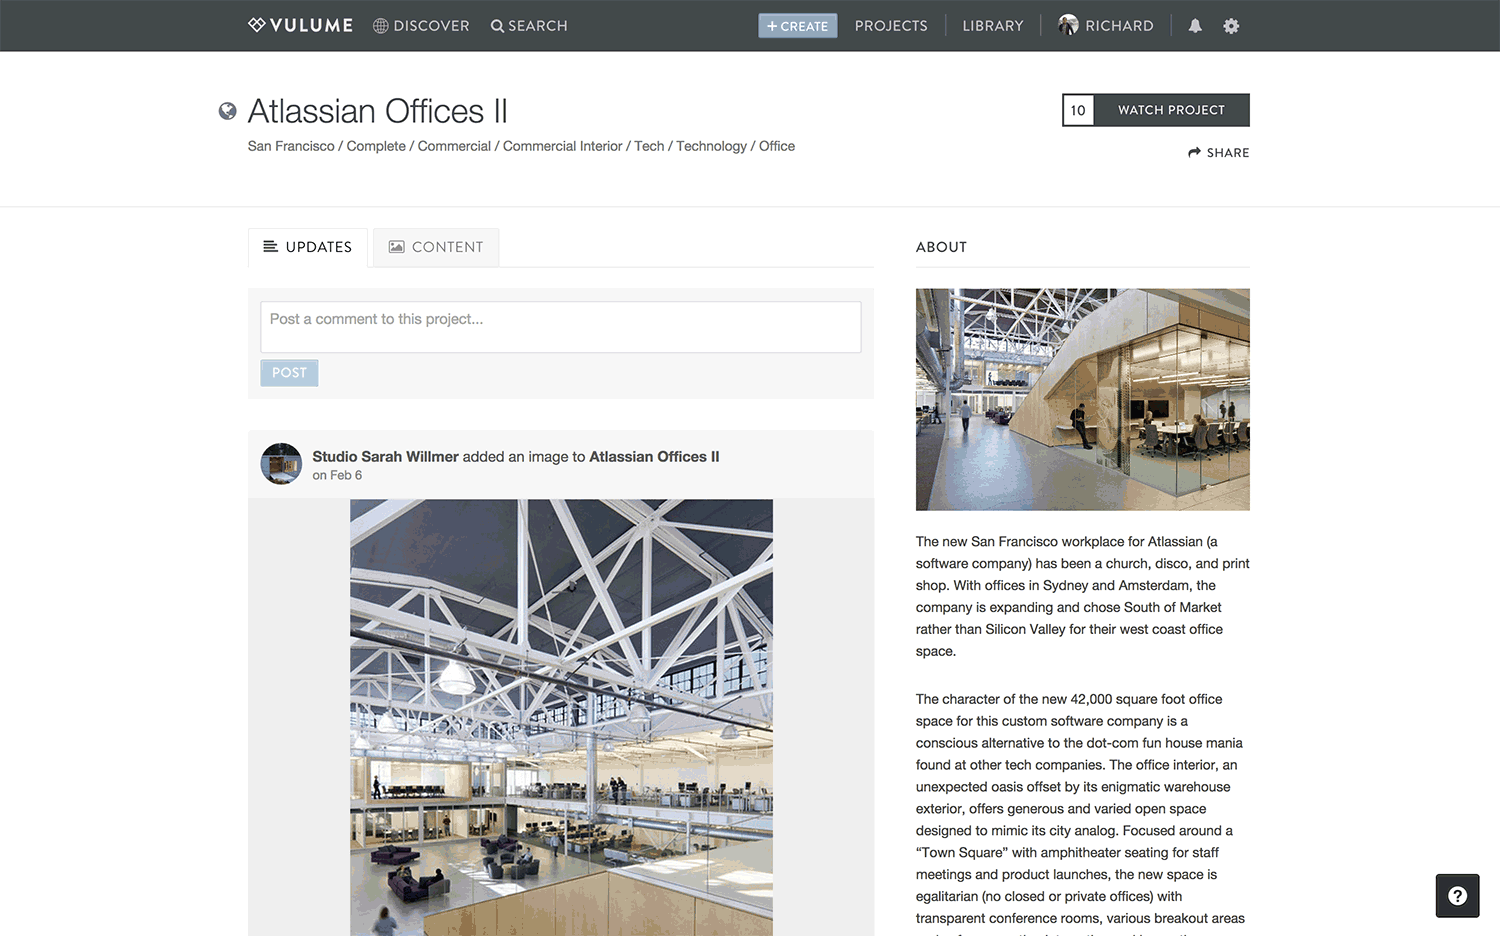 VULUME DISCOVER SEARCH + CREATE PROJECTS LIBRARY RICHARD
Atlassian Offices II
San Francisco / Complete / Commercial / Commercial Interior / Tech / Technology / Office
10 WATCH PROJECT
SHARE
UPDATES CONTENT
Post a comment to this project...
POST
Studio Sarah Willmer added an image to Atlassian Offices II
on Feb 6
ABOUT
The new San Francisco workplace for Atlassian (a
software company) has been a church, disco, and print
shop. With offices in Sydney and Amsterdam, the
company is expanding and chose South of Market
rather than Silicon Valley for their west coast office
space.
The character of the new 42,000 square foot office
space for this custom software company is a
conscious alternative to the dot-com fun house mania
found at other tech companies. The office interior, an
unexpected oasis offset by its enigmatic warehouse
exterior, offers generous and varied open space
designed to mimic its city analog. Focused around a
“Town Square” with amphitheater seating for staff
meetings and product launches, the new space is
egalitarian (no closed or private offices) with
transparent conference rooms, various breakout areas
?